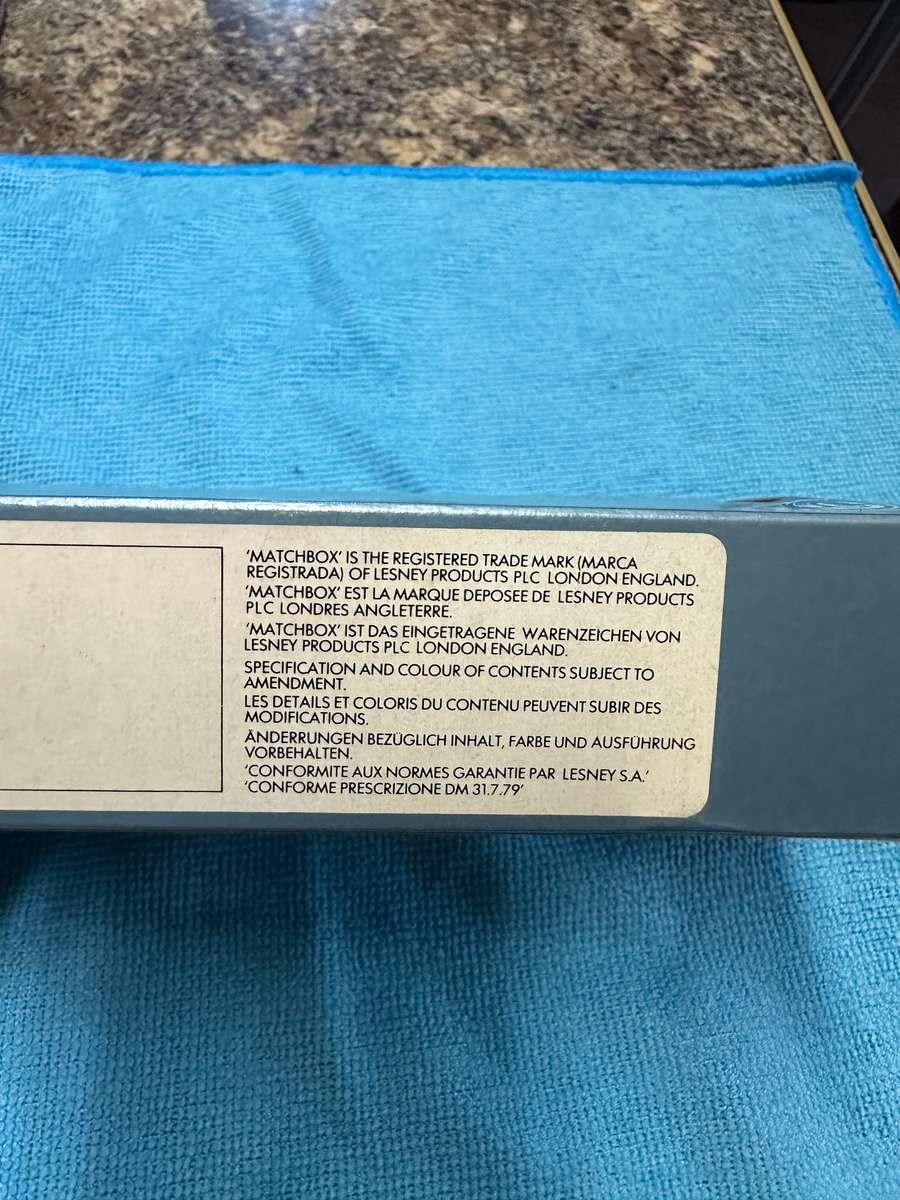 'MATCHBOX' IS THE REGISTERED TRADE MARK (MARCA
REGISTRADA) OF LESNEY PRODUCTS PLC LONDON ENGLAND.
'MATCHBOX' EST LA MARQUE DEPOSEE DE LESNEY PRODUCTS
PLC LONDRES ANGLETERRE.
'MATCHBOX' IST DAS EINGETRAGENE WARENZEICHEN VON
LESNEY PRODUCTS PLC LONDON ENGLAND.
SPECIFICATION AND COLOUR OF CONTENTS SUBJECT TO
AMENDMENT.
LES DETAILS ET COLORIS DU CONTENU PEUVENT SUBIR DES
MODIFICATIONS.
ÄNDERRUNGEN BEZÜGLICH INHALT, FARBE UND AUSFÜHRUNG
VORBEHALTEN.
'CONFORMITE AUX NORMES GARANTIE PAR LESNEY S.A.'
'CONFORME PRESCRIZIONE DM 31.7.79'